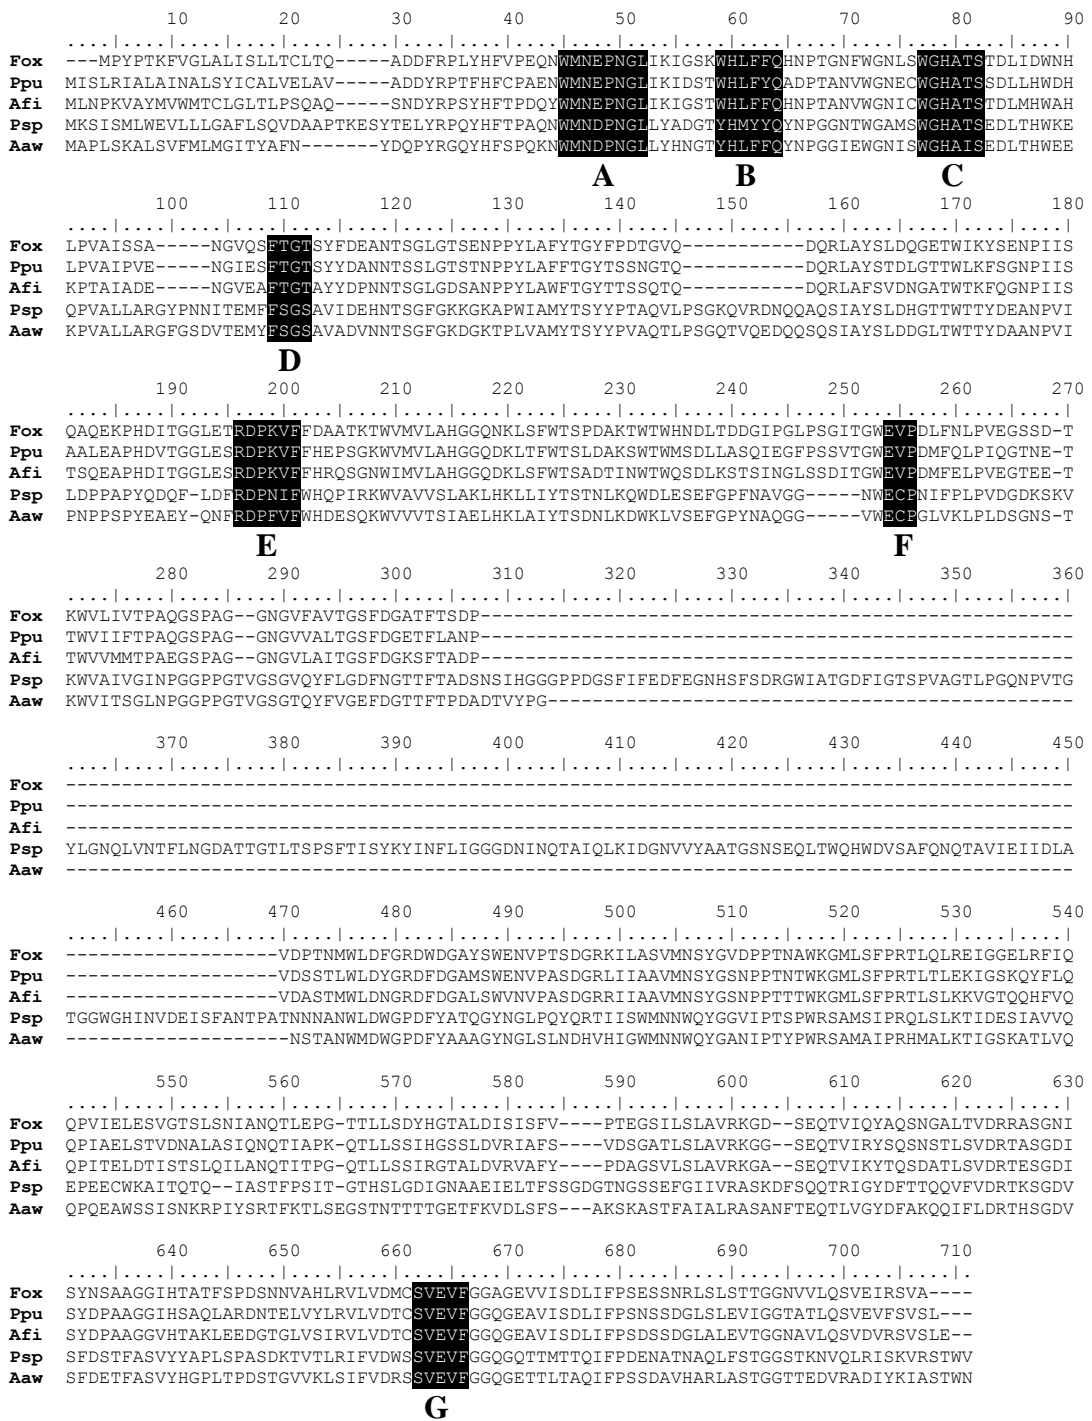 10 20 30 40 50 60 70 80 90
....|....|....|....|....|....|....|....|....|....|....|....|....|....|....|....|....|....|
Fox ---MPYPTKFVGLALISLLTCLTQ-----ADDFRPLYHFVPEQNWMNEPNGLIKIGSKWHLFFQHNPTGNFWGNLSWGHATSTDLIDWNH
Ppu MISLRIALAINALSYICALVELAV-----ADDYRPTFHFCPAENWMNEPNGLIKIDSTWHLFYQADPTANVWGNLSWGHATSSDLLHWDH
Afi MLNPKVAYMVWMTCLGLTLPSQAQ-----SNDYRPSYHFTPDQYWMNEPNGLIKIGSTWHLFFQHNPTANVWGNICWGHATSTDLMHWAH
Psp MKSISMLWEVLLLGAFLSQVDAAPTKESYTELYRPQYHFTPAQNWMNDPNGLLYADGTYHMYYQYNPGGNTWGAMSWGHATSEDLTHWKE
Aaw MAPLSKALSVFMLMGITYAFN-------YDQPYRGQYHFSPQKNWMNDPNGLLYHNGTYHLFFQYNPGGIEWGNISWGHAISEDLTHWEE
A B C
100 110 120 130 140 150 160 170 180
....|....|....|....|....|....|....|....|....|....|....|....|....|....|....|....|....|....|
Fox LPVAISSA-----NGVQSFTGTSYFDEANTSGLGTSENPPYLAFYTGYFPDTGVQ-----------DQRLAYSLDQGETWIKYSENPIIS
Ppu LPVAIPVE-----NGIESFTGTSYYDANNTSSLGTSTNPPYLAFFTGYTSSNGTQ-----------DQRLAYSTDLGTTWLKFSGNPIIS
Afi KPTAIADE-----NGVEAFTGTAYYDPNNTSGLGDSANPPYLAWFTGYTTSSQTQ-----------DQRLAFSVDNGATWTKFQGNPIIS
Psp QPVALLARGYPNNITEMFFSGSAVIDEHNTSGFGKKGKAPWIAMYTSYYPTAQVLPSGKQVRDNQQAQSIAYSLDHGTTWTTYDEANPVI
Aaw KPVALLARGFGSDVTEMYFSGSAVADVNNTSGFGKDGKTPLVAMYTSYYPVAQTLPSGQTVQEDQQSQSIAYSLDDGLTWTTYDAANPVI
D
190 200 210 220 230 240 250 260 270
....|....|....|....|....|....|....|....|....|....|....|....|....|....|....|....|....|....|
Fox QAQEKPHDITGGLETRDPKVFFDAATKTWVMVLAHGGQNKLSFWTSPDAKTWTWHNDLTDDGIPGLPSGITGWEVPDLFNLPVEGSSD-T
Ppu AALEAPHDVTGGLESRDPKVFFHEPSGKWVMVLAHGGQDKLTFWTSLDAKSWTWMSDLLASQIEGFPSSVTGWEVPDMFQLPIQGTNE-T
Afi TSQEAPHDITGGLESRDPKVFFHRQSGNWIMVLAHGGQDKLSFWTSADTINWTWQSDLKSTSINGLSSDITGWEVPDMFELPVEGTEE-T
Psp LDPPAPYQDQF-LDFRDPNIFWHQPIRKWVAVVSLAKLHKLLIYTSTNLKQWDLESEFGPFNAVGG-----NWECPNIFPLPVDGDKSKV
Aaw PNPPSPYEAEY-QNFRDPFVFWHDESQKWVVVTSIAELHKLAIYTSDNLKDWKLVSEFGPYNAQGG-----VWECPGLVKLPLDSGNS-T
E F
280 290 300 310 320 330 340 350 360
....|....|....|....|....|....|....|....|....|....|....|....|....|....|....|....|....|....|
Fox KWVLIVTPAQGSPAG--GNGVFAVTGSFDGATFTSDP-----------------------------------------------------
Ppu TWVIIFTPAQGSPAG--GNGVVALTGSFDGETFLANP-----------------------------------------------------
Afi TWVVMMTPAEGSPAG--GNGVLAITGSFDGKSFTADP-----------------------------------------------------
Psp KWVAIVGINPGGPPGTVGSGVQYFLGDFNGTTFTADSNSIHGGGPPDGSFIFEDFEGNHSFSDRGWIATGDFIGTSPVAGTLPGQNPVTG
Aaw KWVITSGLNPGGPPGTVGSGTQYFVGEFDGTTFTPDADTVYPG-----------------------------------------------
370 380 390 400 410 420 430 440 450
....|....|....|....|....|....|....|....|....|....|....|....|....|....|....|....|....|....|
Fox ------------------------------------------------------------------------------------------
Ppu ------------------------------------------------------------------------------------------
Afi ------------------------------------------------------------------------------------------
Psp YLGNQLVNTFLNGDATTGTLTSPSFTISYKYINFLIGGGDNINQTAIQLKIDGNVVYAATGSNSEQLTWQHWDVSAFQNQTAVIEIIDLA
Aaw ------------------------------------------------------------------------------------------
460 470 480 490 500 510 520 530 540
....|....|....|....|....|....|....|....|....|....|....|....|....|....|....|....|....|....|
Fox -------------------VDPTNMWLDFGRDWDGAYSWENVPTSDGRKILASVMNSYGVDPPTNAWKGMLSFPRTLQLREIGGELRFIQ
Ppu -------------------VDSSTLWLDYGRDFDGAMSWENVPASDGRRILAAVMNSYGSNPPTNTWKGMLSFPRTLTLEKIGSKQYFLQ
Afi -------------------VDASTMWLDNGRDFDGALSWVNVPASDGRRIIAAVMNSYGSNPPTTTWKGMLSFPRTLSLKKVGTQQHFVQ
Psp TGGWGHINVDEISFANTPATNNNANWLDWGPDFYATQGYNGLPQYQRTIISWMNNWQYGGVIPTSPWRSAMSIPRQLSLKTIDESIAVVQ
Aaw --------------------NSTANWMDWGPDFYAAAGYNGLSLNDHVHIGWMNNWQYGANIPTYPWRSAMAIPRHMALKTIGSKATLVQ
550 560 570 580 590 600 610 620 630
....|....|....|....|....|....|....|....|....|....|....|....|....|....|....|....|....|....|
Fox QPVIELESVGTSLSNIANQTLEPG-TTLLSDYHGTALDISISFV----PTEGSILSLAVRKGD--SEQTVIQYAQSNGALTVDRRASGNI
Ppu QPIAELSTVDNALASIQNQTIAPK-QTLLSSIRGSSLDVRIAFS----VDSGATLSLAVRKGG--SEQTVIRYSQSNSTLSVDRTASGDI
Afi QPITELDTISTSLQILANQTITPG-QTLLSSIRGTALDVRVAFY----PDAGSVLSLAVRKGA--SEQTVIKYTQSDATLSVDRTESGDI
Psp EPEECWKAITQTQ--IASTFPSIT-GTHSLGDIGNAAEIELTFSSGDGTNGSSEFGIIVRASKDFSQQTRIGYDFTTQQVFVDRTKSGDV
Aaw QPQEAWSSISNKRPIYSRTFKTLSEGSTNTTTTGETFKVDLSFS---AKSKASTFAIALRASANFTEQTLVGYDFAKQQIFLDRTHSGDV
640 650 660 670 680 690 700 710
....|....|....|....|....|....|....|....|....|....|....|....|....|....|....|....|.
Fox SYNSAAGGIHTATFSPDSNNVAHLRVLVDMCSVEVFGGAGEVVISDLIFPSESSNRLSLSTTGGNVVLQSVEIRSVA----
Ppu SYDPAAGGIHSAQLARDNTELVYLRVLVDTCSVEVFGGQGEAVISDLIFPSNSSDGLSLEVIGGTATLQSVEVFSVSL---
Afi SYDPAAGGVHTAKLEEDGTGLVSIRVLVDTCSVEVFGGQGEAVISDLIFPSDSSDGLALEVTGGNAVLQSVDVRSVSLE--
Psp SFDSTFASVYYAPLSPASDKTVTLRIFVDWSSVEVFGGQGQTTMTTQIFPDENATNAQLFSTGGSTKNVQLRISKVRSTWV
Aaw SFDETFASVYHGPLTPDSTGVVKLSIFVDRSSVEVFGGQGETTLTAQIFPSSDAVHARLASTGGTTEDVRADIYKIASTWN
G